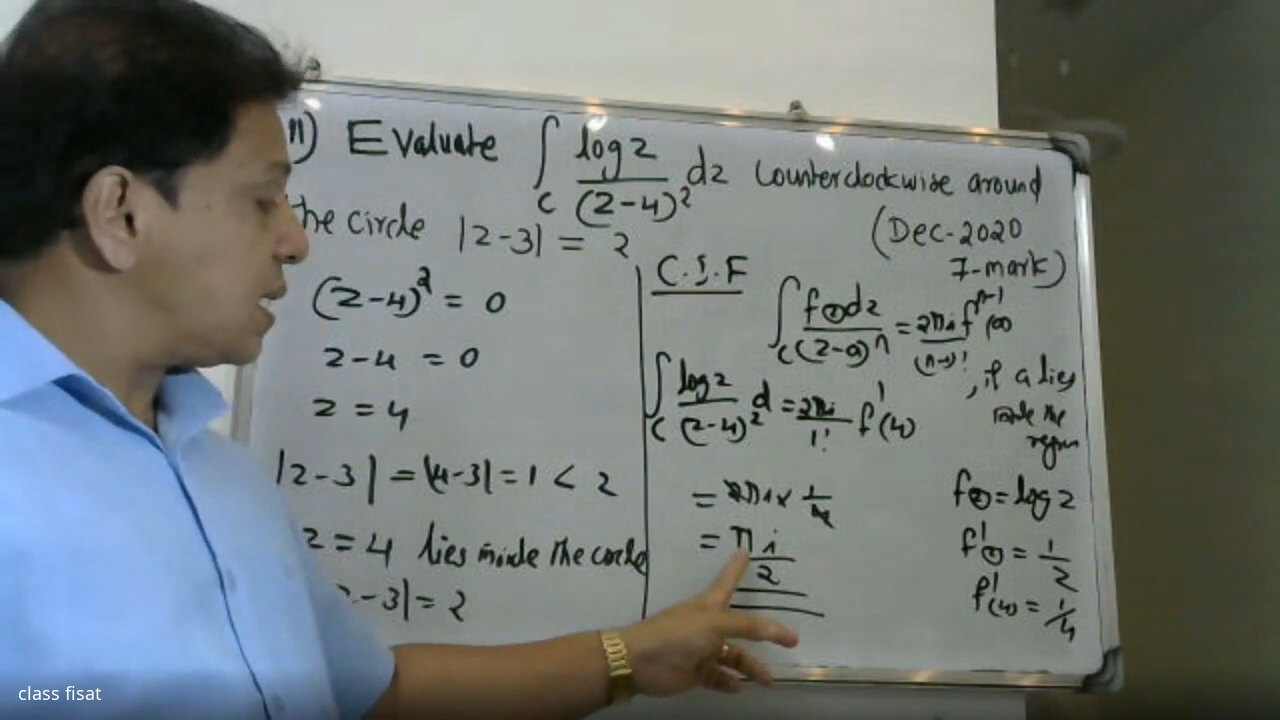 11) Evaluate ∫C log z / (z-4)² dz Counterclockwise around
the circle |z-3| = 2
(Dec-2020
7-mark)
(z-4)² = 0
z-4 = 0
z = 4
|z-3| = |4-3| = 1 < 2
z = 4 lies inside the circle
z-3| = 2
C.I.F
∫C f(z)dz / (z-a)ⁿ = 2πi / (n-1)! fⁿ⁻¹(a)
, if a lies
inside the
region
∫C log z / (z-4)² d = 2πi / 1! f'(4)
= 2πi × 1/4
= πi / 2
f(z) = log z
f'(z) = 1/z
f'(4) = 1/4
class fisat